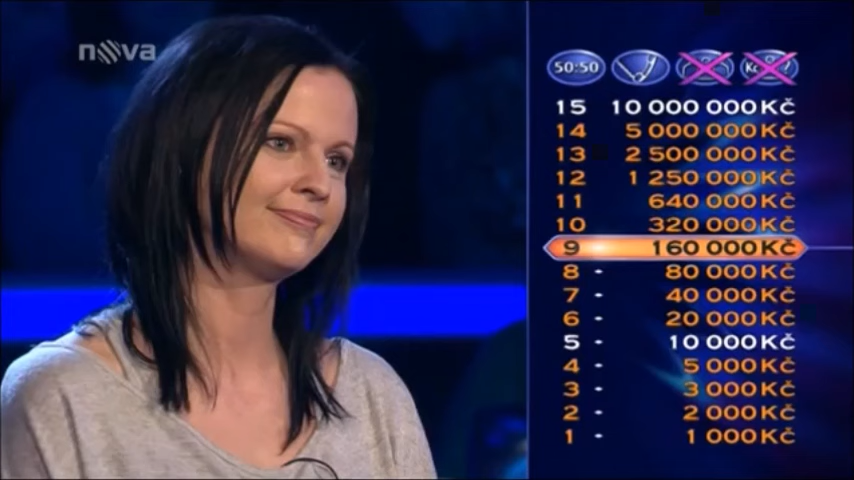 nova
50:50 Kč !
15 10 000 000 Kč
14 5 000 000 Kč
13 2 500 000 Kč
12 1 250 000 Kč
11 640 000 Kč
10 320 000 Kč
9 160 000 Kč
8 • 80 000 Kč
7 • 40 000 Kč
6 • 20 000 Kč
5 • 10 000 Kč
4 • 5 000 Kč
3 • 3 000 Kč
2 • 2 000 Kč
1 • 1 000 Kč